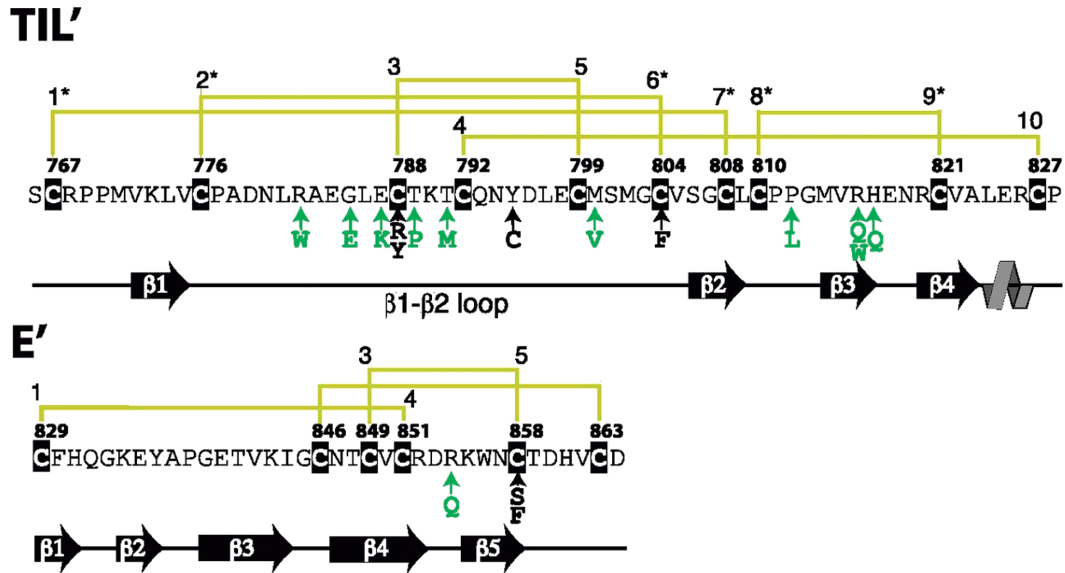 TIL′
3 5
2* 6*
1* 7* 8* 9*
4 10
767 776 788 792 799 804 808 810 821 827
SCRPPMVKLVCPADNLRAEGLECTKTCQNYDLECMSMGCVSGCLCPPGMVRHENRCVALERCP
W E K R P M C V F L Q Q
Y W
β1 β1-β2 loop β2 β3 β4
E′
3 5
1 4
829 846 849 851 858 863
CFHQGKEYAPGETVKIGCNTCVCRDRKWNCTDHVCD
Q S
F
β1 β2 β3 β4 β5